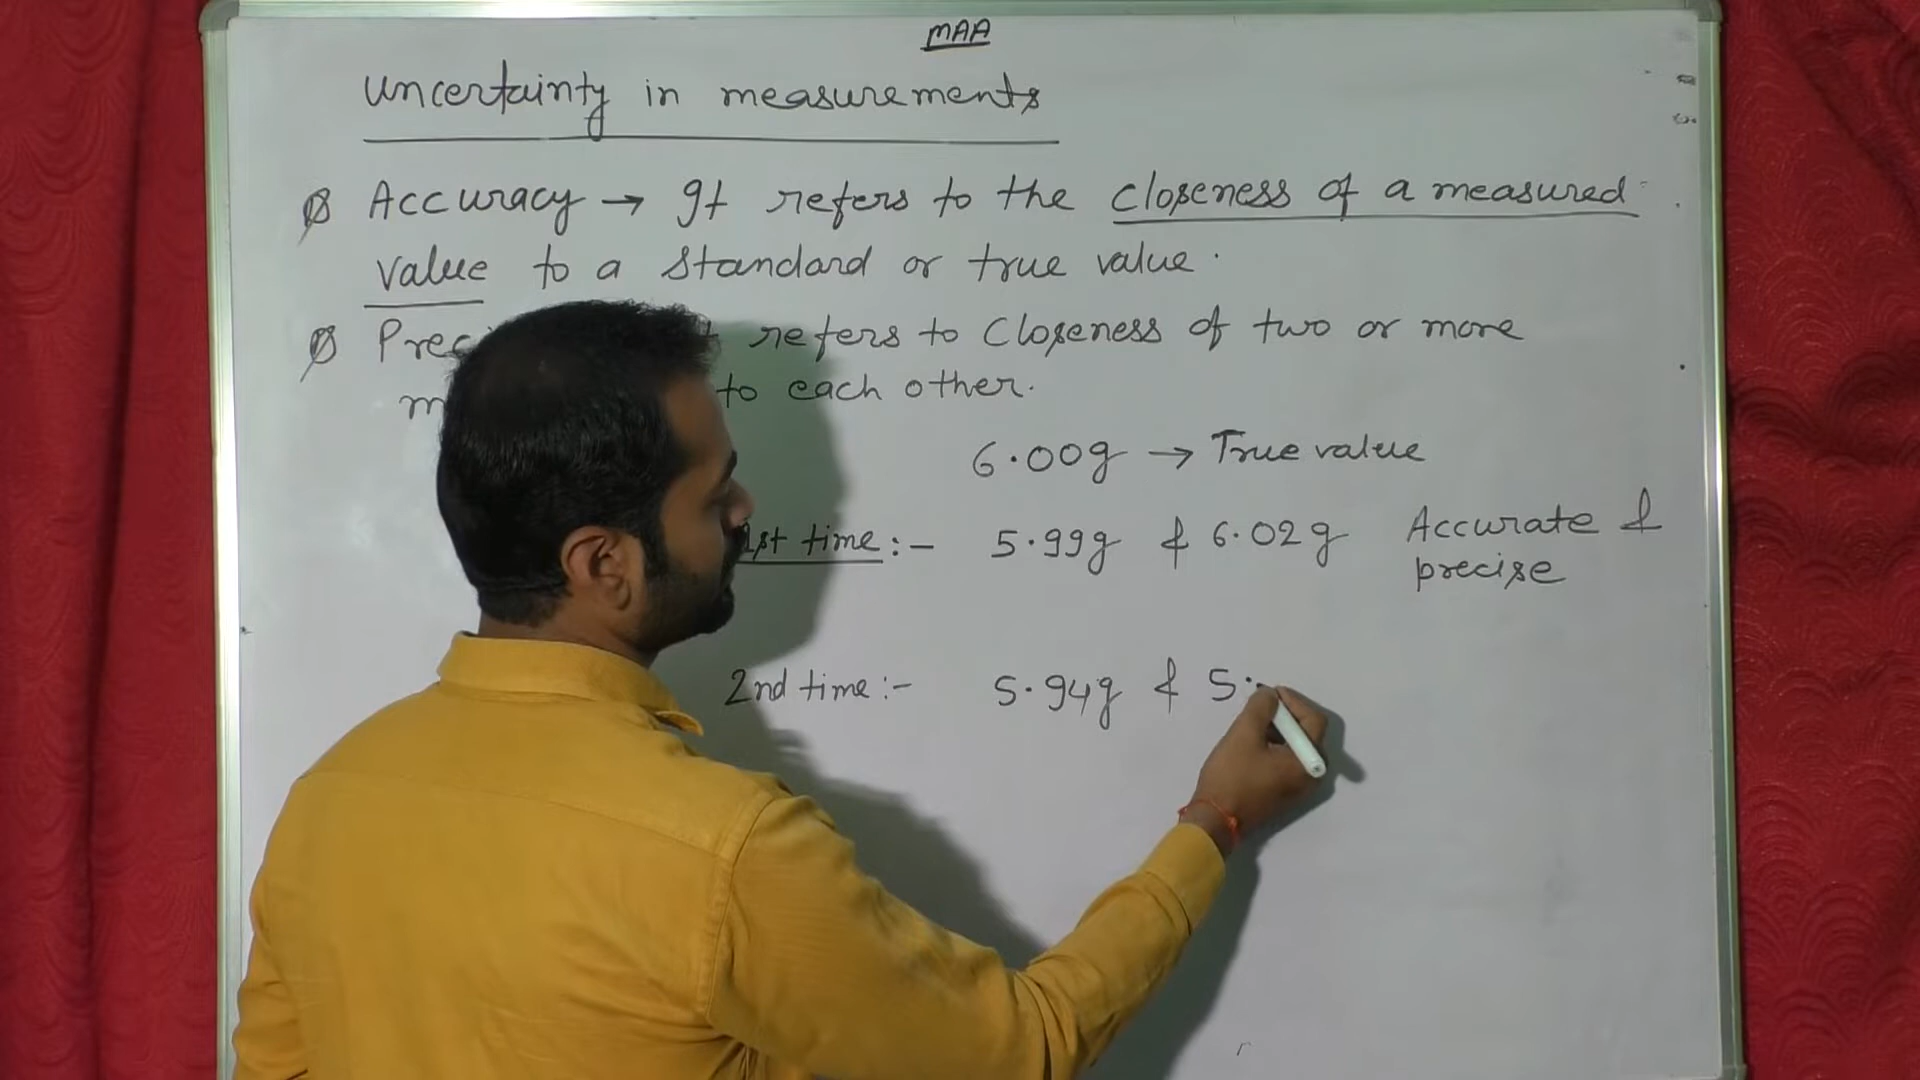 MAA
Uncertainty in measurements
Accuracy → It refers to the closeness of a measured
value to a standard or true value.
refers to closeness of two or more
to each other.
6.00g → True value
1st time :- 5.99g & 6.02g Accurate &
precise
2nd time :- 5.94g & 5.